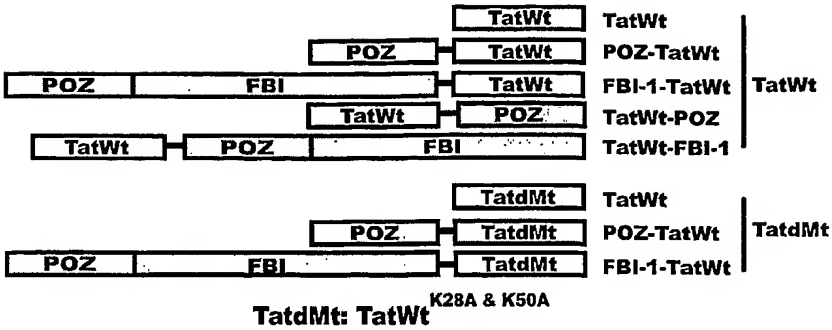 TatWt TatWt
POZ TatWt POZ-TatWt
POZ FBI TatWt FBI-1-TatWt TatWt
TatWt POZ TatWt-POZ
TatWt POZ FBI TatWt-FBI-1
TatdMt TatWt
POZ TatdMt POZ-TatWt TatdMt
POZ FBI TatdMt FBI-1-TatWt
TatdMt: TatWt K28A & K50A